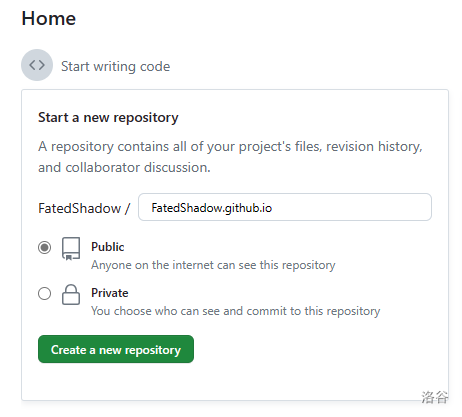 Home
Start writing code
Start a new repository
A repository contains all of your project's files, revision history,
and collaborator discussion.
FatedShadow / FatedShadow.github.io
Public
Anyone on the internet can see this repository
Private
You choose who can see and commit to this repository
Create a new repository
洛谷